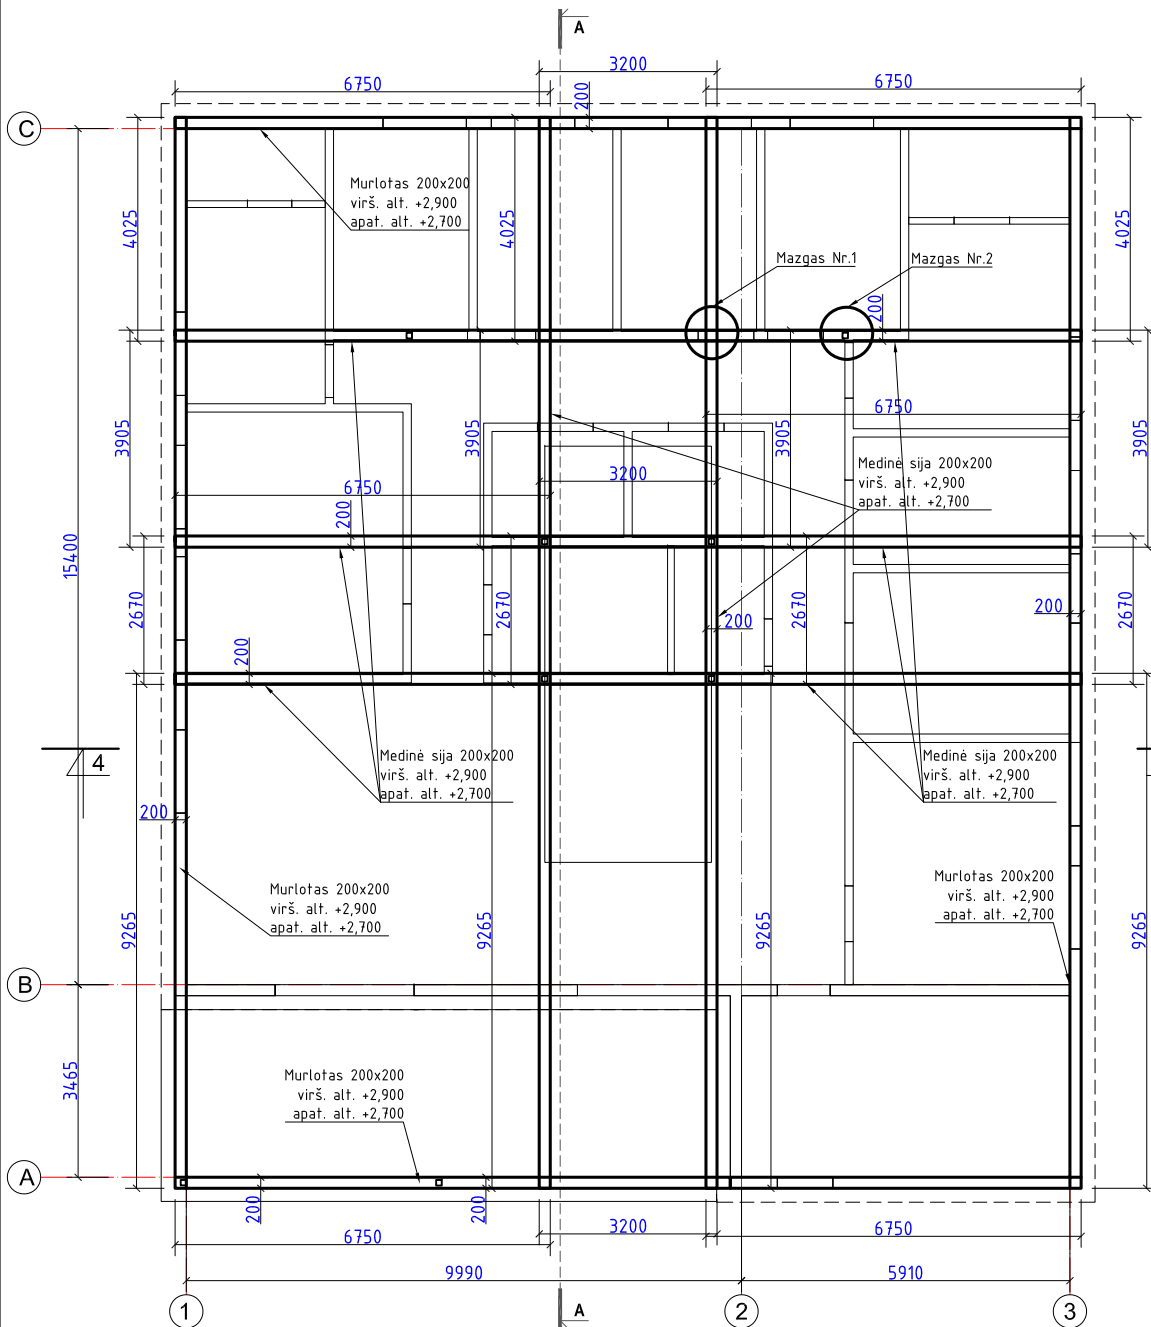 A
3200
6750
6750
200
C
Murlotas 200x200
virš. alt. +2,900
apat. alt. +2,700
4025
4025
4025
Mazgas Nr.1
Mazgas Nr.2
200
6750
3905
3905
3905
3905
Medinė sija 200x200
virš. alt. +2,900
apat. alt. +2,700
3200
6750
200
15400
2670
2670
2670
2670
200
200
200
Medinė sija 200x200
virš. alt. +2,900
apat. alt. +2,700
Medinė sija 200x200
virš. alt. +2,900
apat. alt. +2,700
4
200
Murlotas 200x200
virš. alt. +2,900
apat. alt. +2,700
Murlotas 200x200
virš. alt. +2,900
apat. alt. +2,700
9265
9265
9265
9265
B
3465
Murlotas 200x200
virš. alt. +2,900
apat. alt. +2,700
A
200
200
6750
3200
6750
9990
5910
1
A
2
3